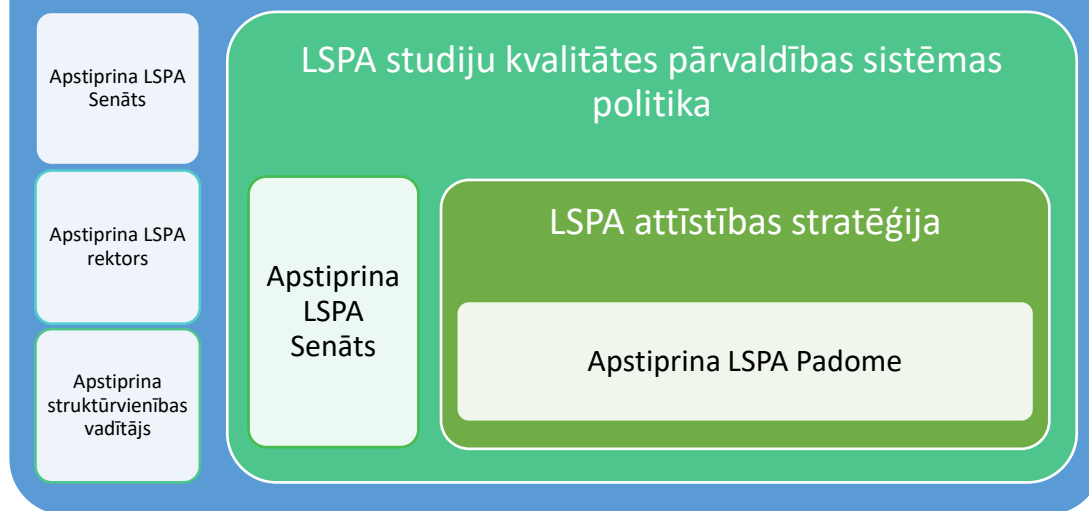 Apstiprina LSPA
Senāts
Apstiprina LSPA
rektors
Apstiprina
struktūrvienības
vadītājs
LSPA studiju kvalitātes pārvaldības sistēmas
politika
Apstiprina
LSPA
Senāts
LSPA attīstības stratēģija
Apstiprina LSPA Padome